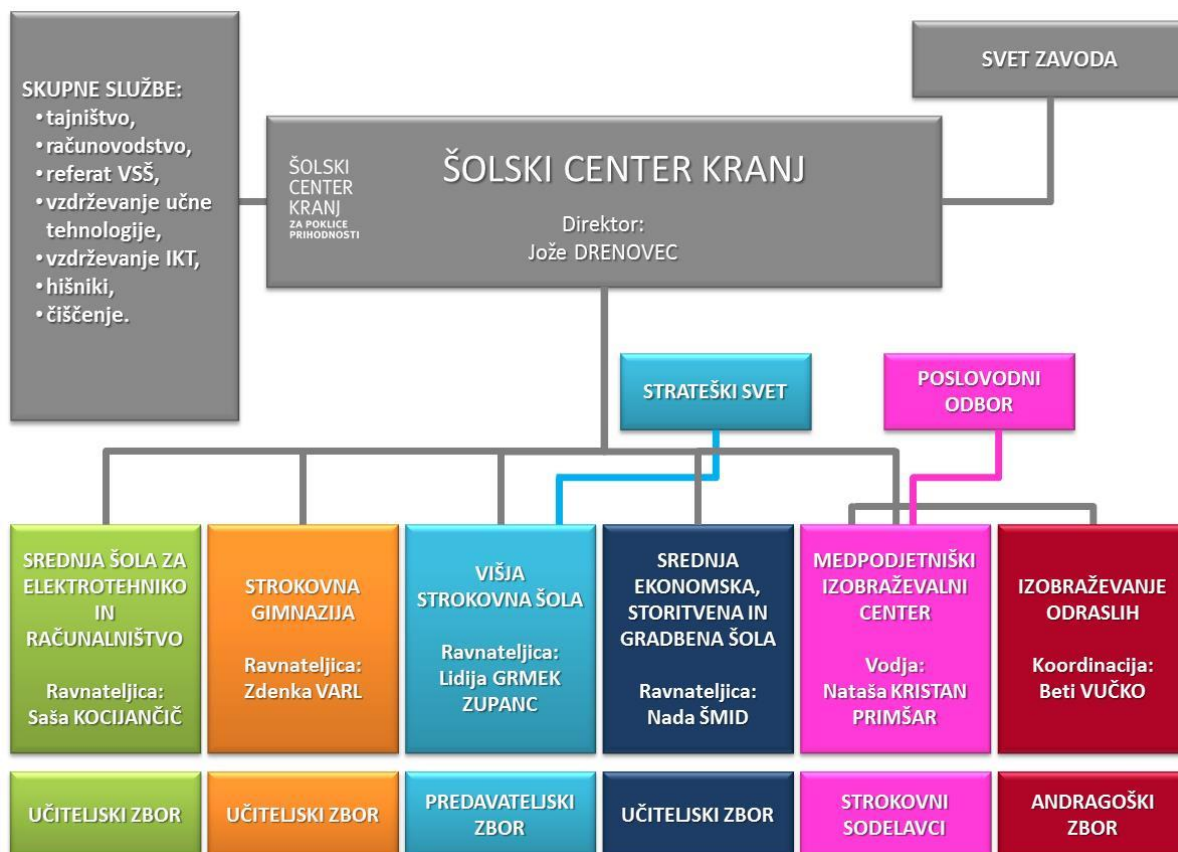 SKUPNE SLUŽBE:
• tajništvo,
• računovodstvo,
• referat VSŠ,
• vzdrževanje učne
tehnologije,
• vzdrževanje IKT,
• hišniki,
• čiščenje.
SVET ZAVODA
ŠOLSKI
CENTER
KRANJ
ZA POKLICE
PRIHODNOSTI
ŠOLSKI CENTER KRANJ
Direktor:
Jože DRENOVEC
STRATEŠKI SVET
POSLOVODNI
ODBOR
SREDNJA ŠOLA ZA
ELEKTROTEHNIKO
IN
RAČUNALNIŠTVO
Ravnateljica:
Saša KOCIJANČIČ
STROKOVNA
GIMNAZIJA
Ravnateljica:
Zdenka VARL
VIŠJA
STROKOVNA ŠOLA
Ravnateljica:
Lidija GRMEK
ZUPANC
SREDNJA
EKONOMSKA,
STORITVENA IN
GRADBENA ŠOLA
Ravnateljica:
Nada ŠMID
MEDPODJETNIŠKI
IZOBRAŽEVALNI
CENTER
Vodja:
Nataša KRISTAN
PRIMŠAR
IZOBRAŽEVANJE
ODRASLIH
Koordinacija:
Beti VUČKO
UČITELJSKI ZBOR
UČITELJSKI ZBOR
PREDAVATELJSKI
ZBOR
UČITELJSKI ZBOR
STROKOVNI
SODELAVCI
ANDRAGOŠKI
ZBOR